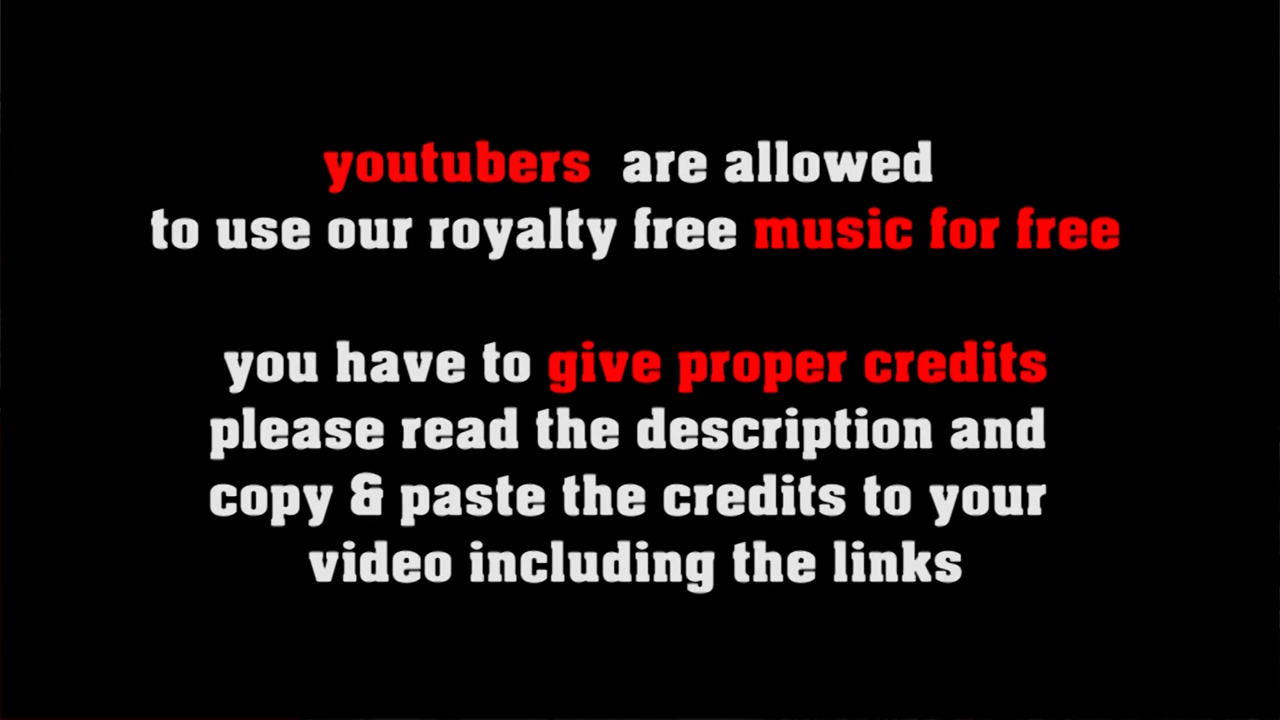 youtubers are allowed
to use our royalty free music for free
you have to give proper credits
please read the description and
copy & paste the credits to your
video including the links